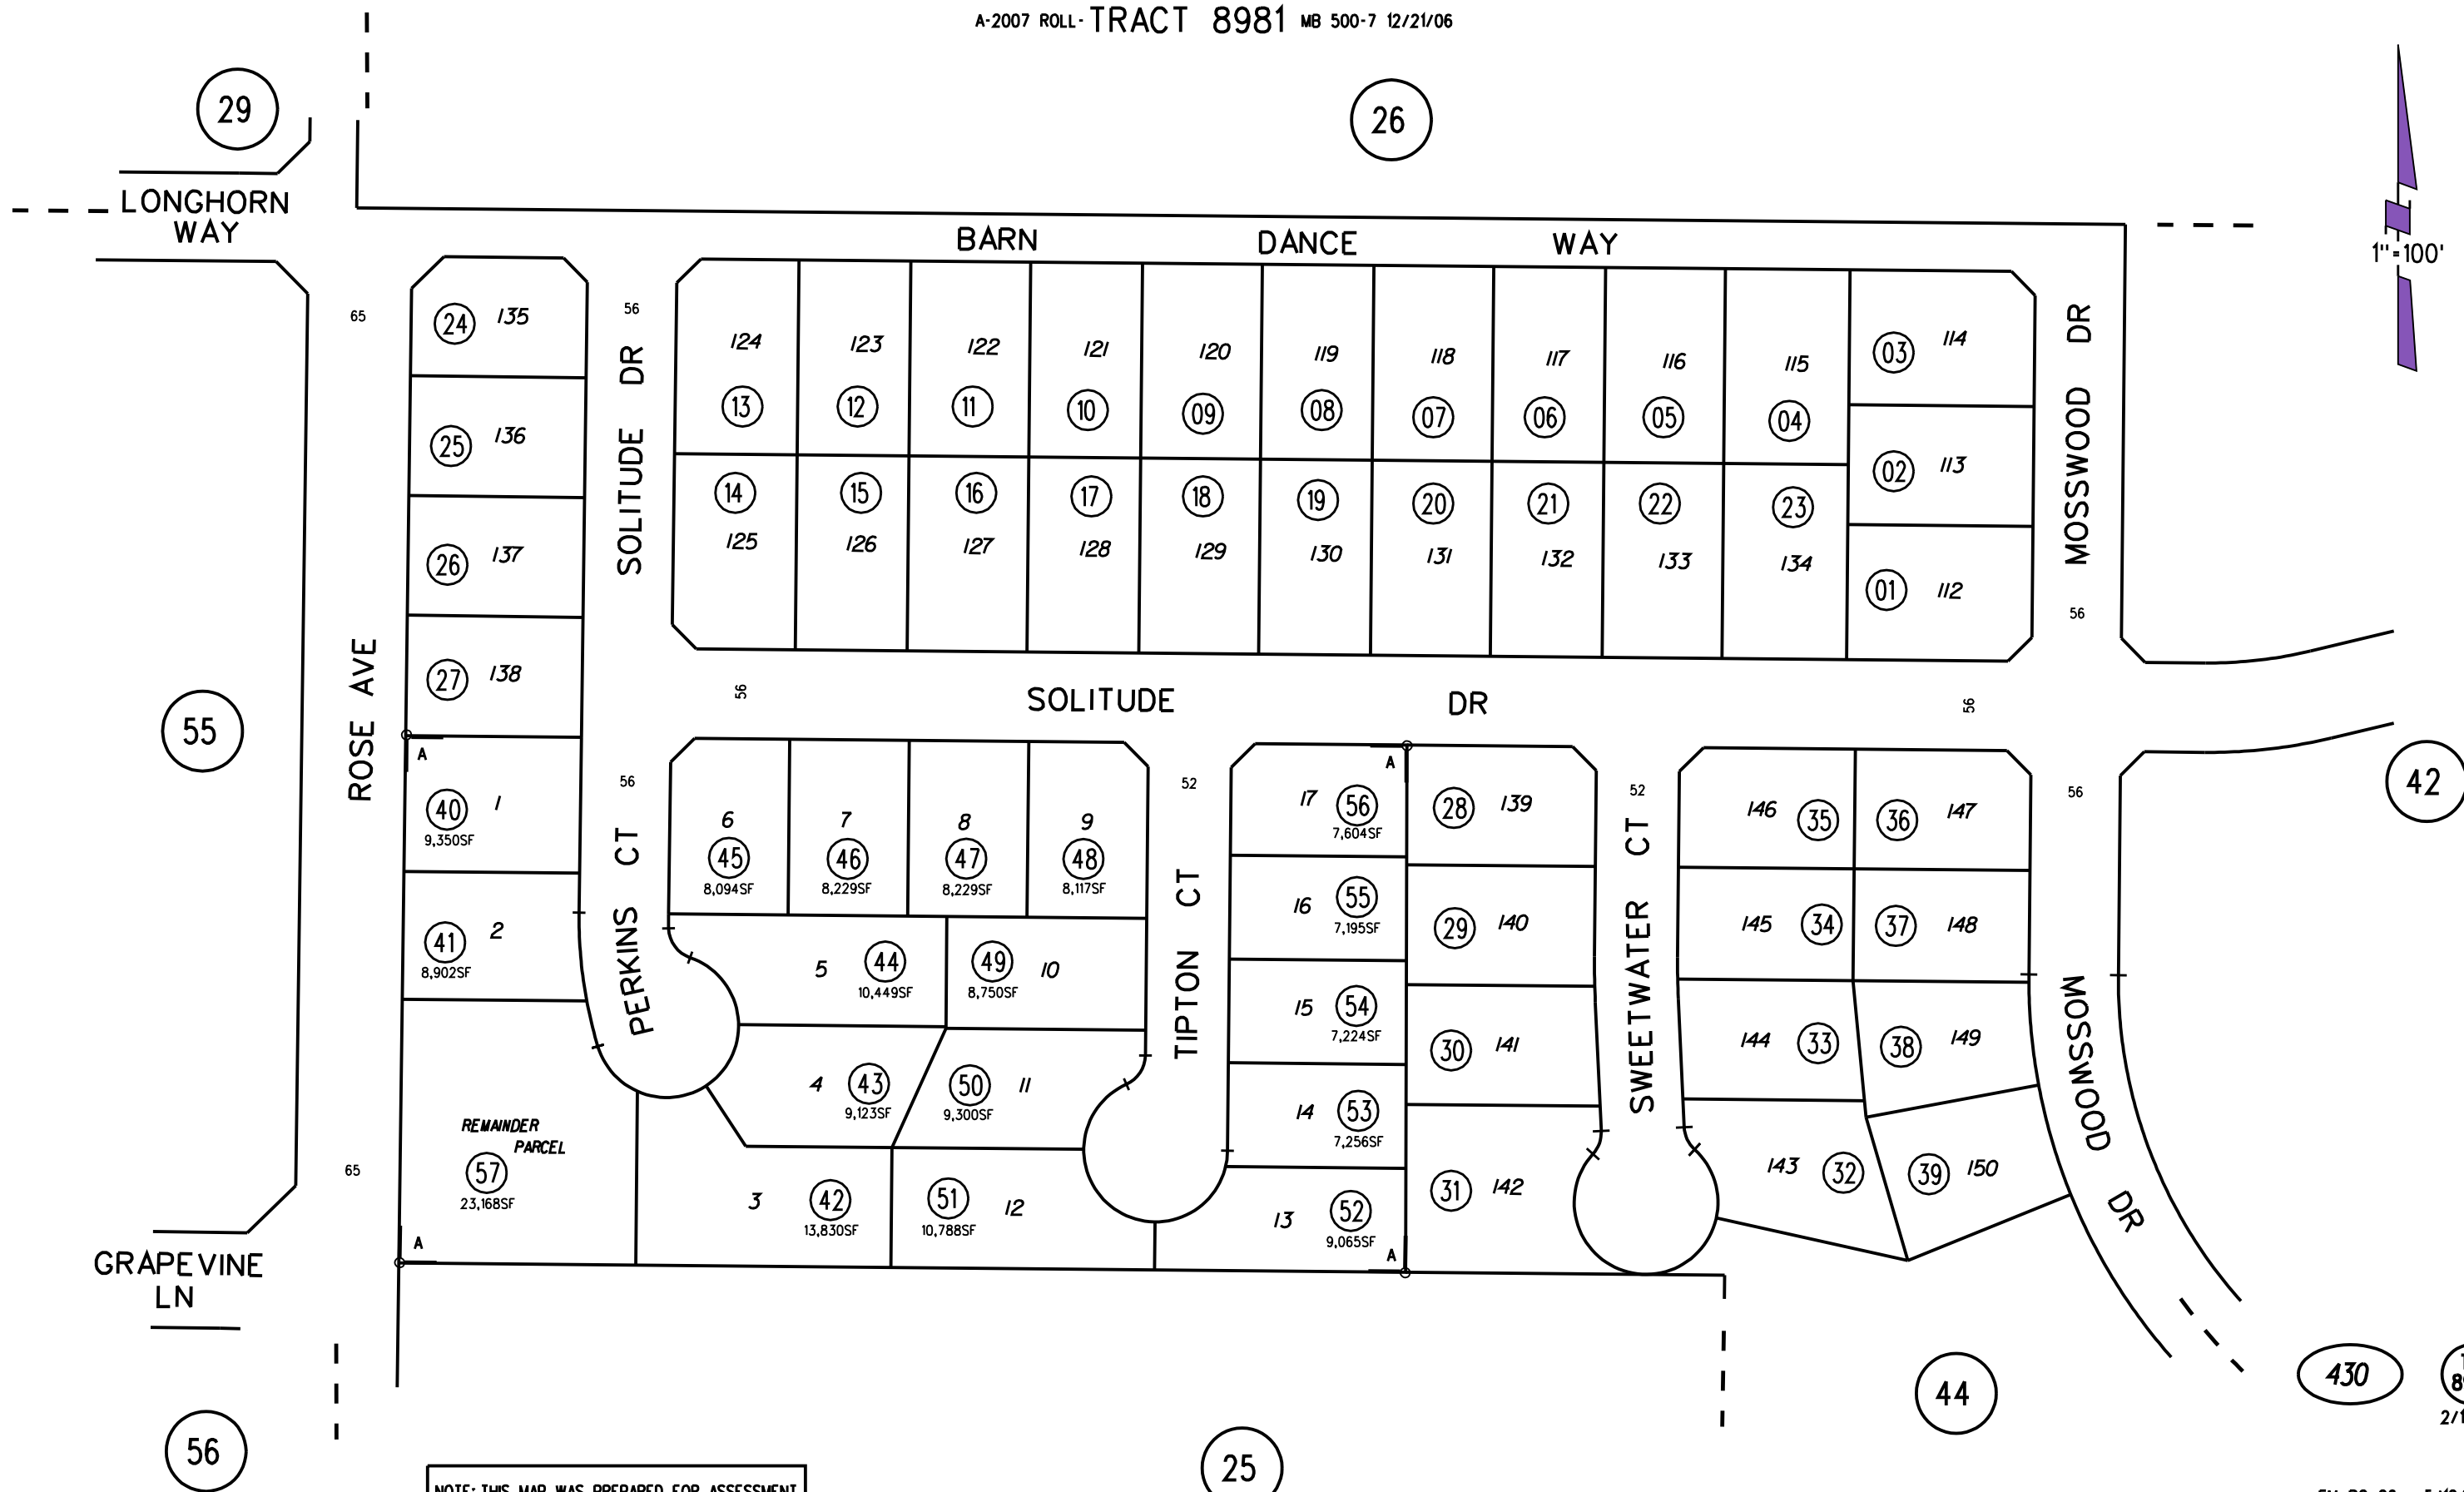 A-2007 ROLL- TRACT 8981 MB 500-7 12/21/06
29
26
LONGHORN
WAY
1"=100'
BARN DANCE WAY
65
56
SOLITUDE DR
MOSSWOOD DR
56
24 135
25 136
26 137
27 138
124 123 122 121 120 119 118 117 116 115
13 12 11 10 09 08 07 06 05 04
03 114
02 113
01 112
14 15 16 17 18 19 20 21 22 23
125 126 127 128 129 130 131 132 133 134
ROSE AVE
55
56
SOLITUDE DR
56
A
40 1
9,350SF
41 2
8,902SF
56
PERKINS CT
6 7 8 9
45 46 47 48
8,094SF 8,229SF 8,229SF 8,117SF
5 44
10,449SF
49 10
8,750SF
4 43
9,123SF
50 11
9,300SF
3 42
13,830SF
51 12
10,788SF
52
TIPTON CT
A
17 56
7,604SF
16 55
7,195SF
15 54
7,224SF
14 53
7,256SF
13 52
9,065SF
A
28 139
29 140
30 141
31 142
52
SWEETWATER CT
146 35
145 34
144 33
143 32
36 147
37 148
38 149
39 150
56
MOSSWOOD DR
42
REMAINDER
PARCEL
57
23,168SF
65
A
GRAPEVINE
LN
56
25
44
430
NOTE: THIS MAP WAS PREPARED FOR ASSESSMENT